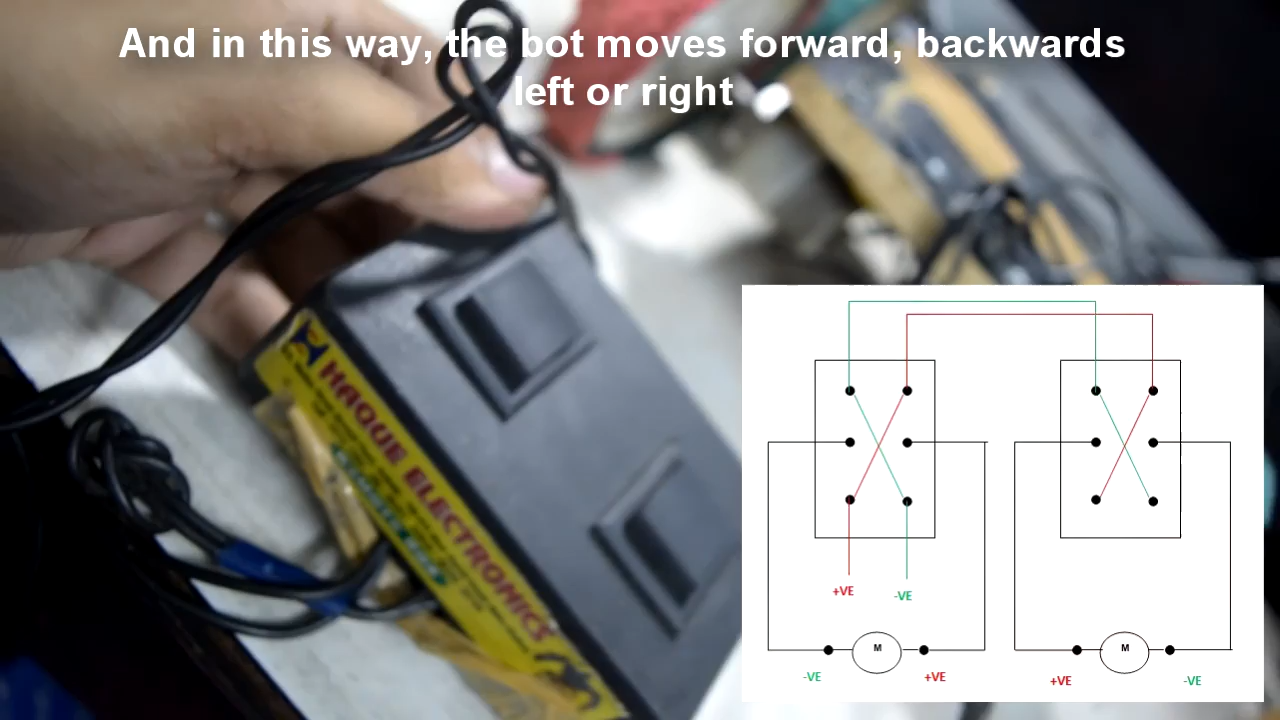 And in this way, the bot moves forward, backwards
left or right
HAQUE ELECTRONICS
+VE
-VE
M
M
-VE
+VE
+VE
-VE